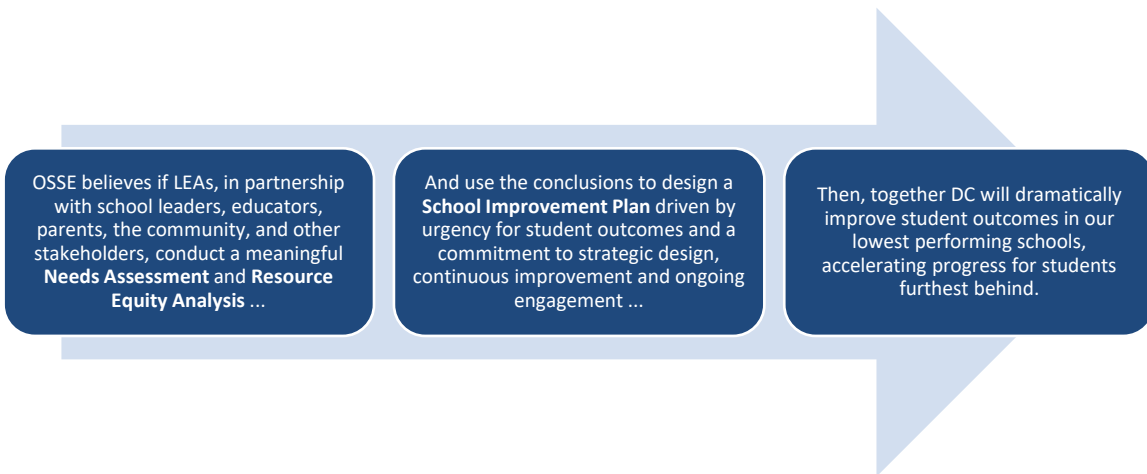 OSSE believes if LEAs, in partnership
with school leaders, educators,
parents, the community, and other
stakeholders, conduct a meaningful
Needs Assessment and Resource
Equity Analysis ...
And use the conclusions to design a
School Improvement Plan driven by
urgency for student outcomes and a
commitment to strategic design,
continuous improvement and ongoing
engagement ...
Then, together DC will dramatically
improve student outcomes in our
lowest performing schools,
accelerating progress for students
furthest behind.